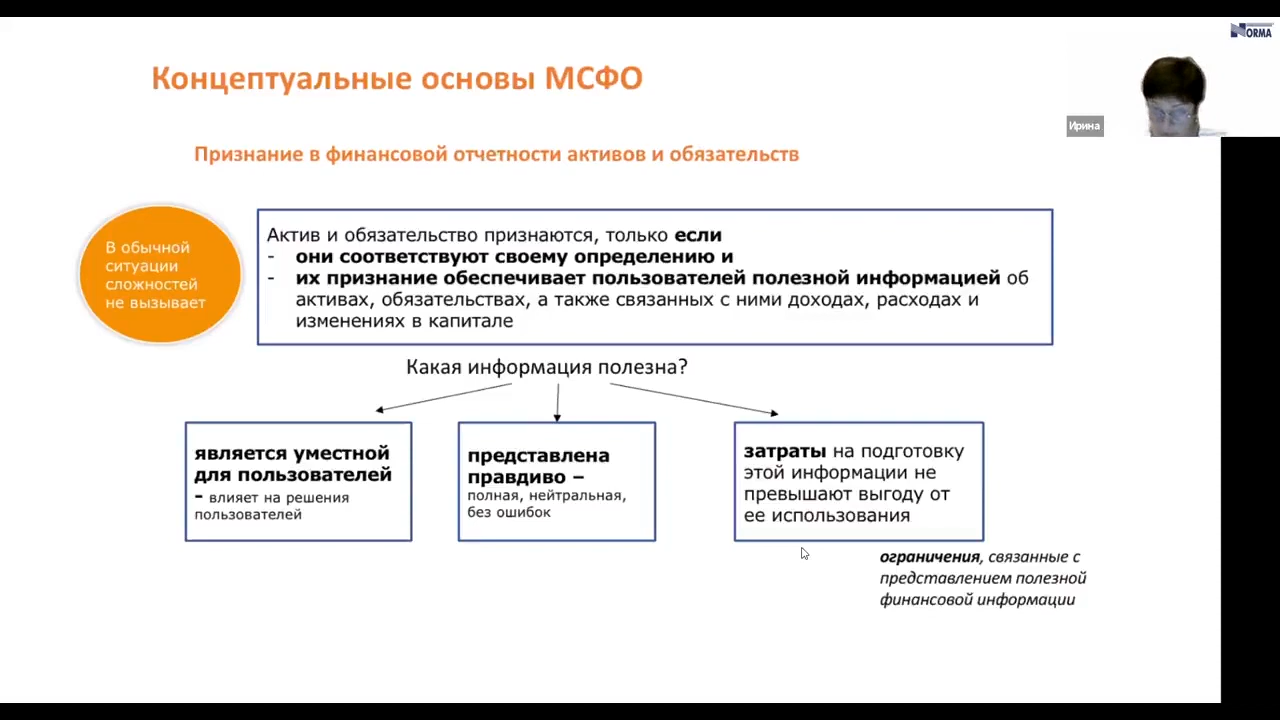 NORMA
Ирина
Концептуальные основы МСФО
Признание в финансовой отчетности активов и обязательств
В обычной
ситуации
сложностей
не вызывает
Актив и обязательство признаются, только если
- они соответствуют своему определению и
- их признание обеспечивает пользователей полезной информацией об
активах, обязательствах, а также связанных с ними доходах, расходах и
изменениях в капитале
Какая информация полезна?
является уместной
для пользователей
- влияет на решения
пользователей
представлена
правдиво –
полная, нейтральная,
без ошибок
затраты на подготовку
этой информации не
превышают выгоду от
ее использования
ограничения, связанные с
представлением полезной
финансовой информации